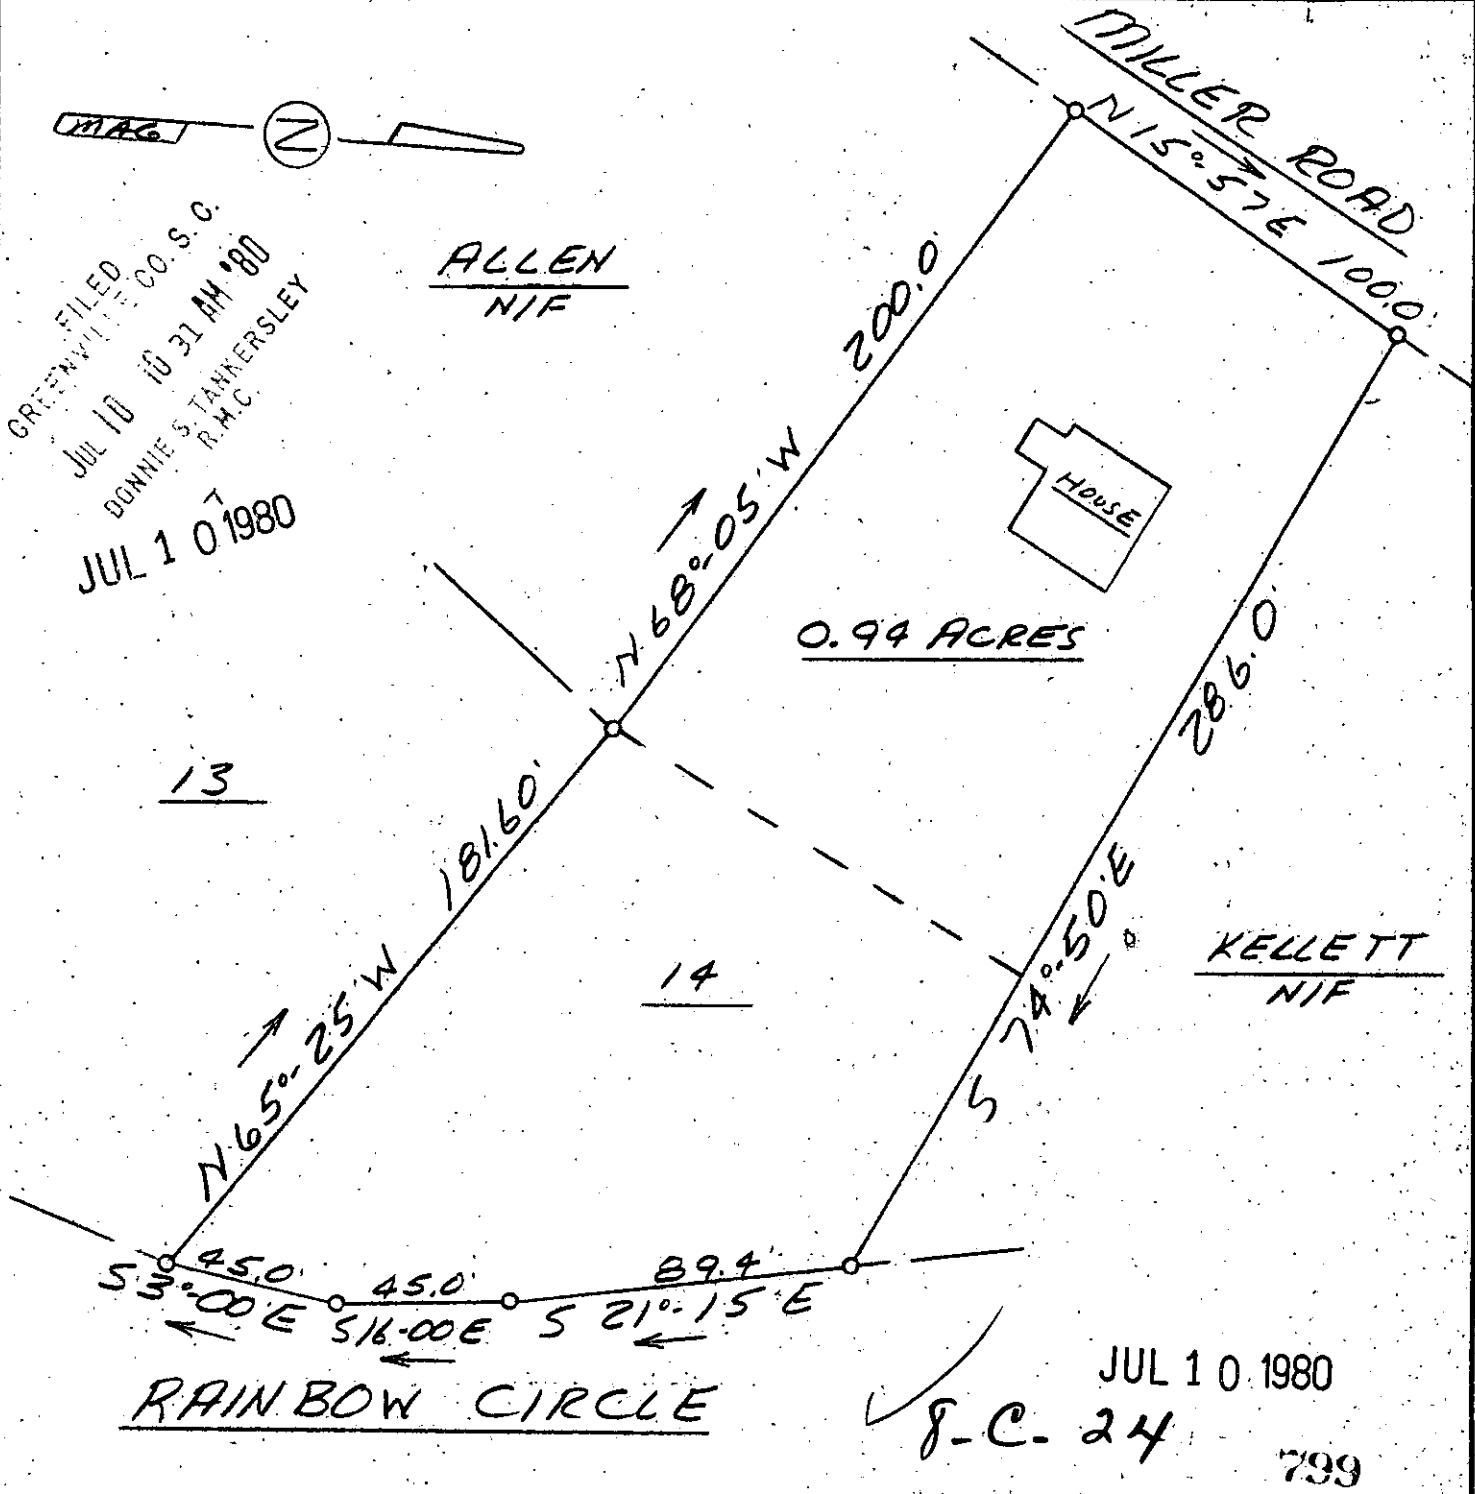 MILLER ROAD
N 15°-57 E 100.0'
MAG
N
FILED
GREENVILLE CO. S. C.
JUL 10 10 31 AM '80
DONNIE S. TANKERSLEY
R.M.C.
JUL 10 1980
ALLEN
N/F
200.0'
N 68°-05' W
HOUSE
0.94 ACRES
286.0'
S 74°-50' E
13
181.60'
N 65°-25' W
14
KELLETT
N/F
45.0'
S 3°-00' E
45.0'
S16-00 E
89.4'
S 21°-15' E
RAINBOW CIRCLE
JUL 10 1980
8-C-24
799